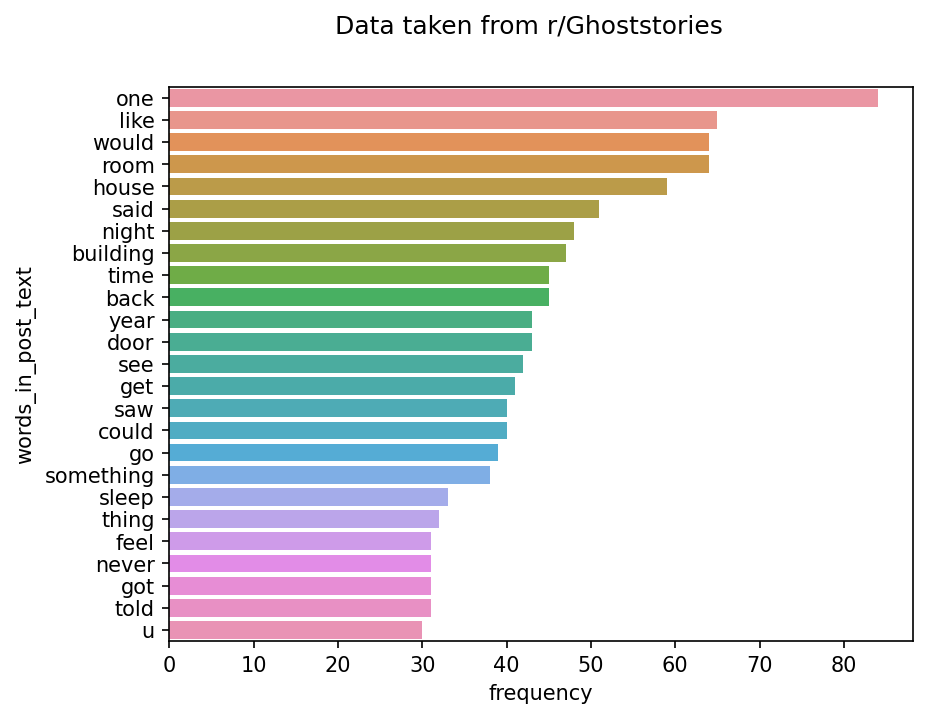 Data taken from r/Ghoststories
words_in_post_text
one
like
would
room
house
said
night
building
time
back
year
door
see
get
saw
could
go
something
sleep
thing
feel
never
got
told
u
0 10 20 30 40 50 60 70 80
frequency